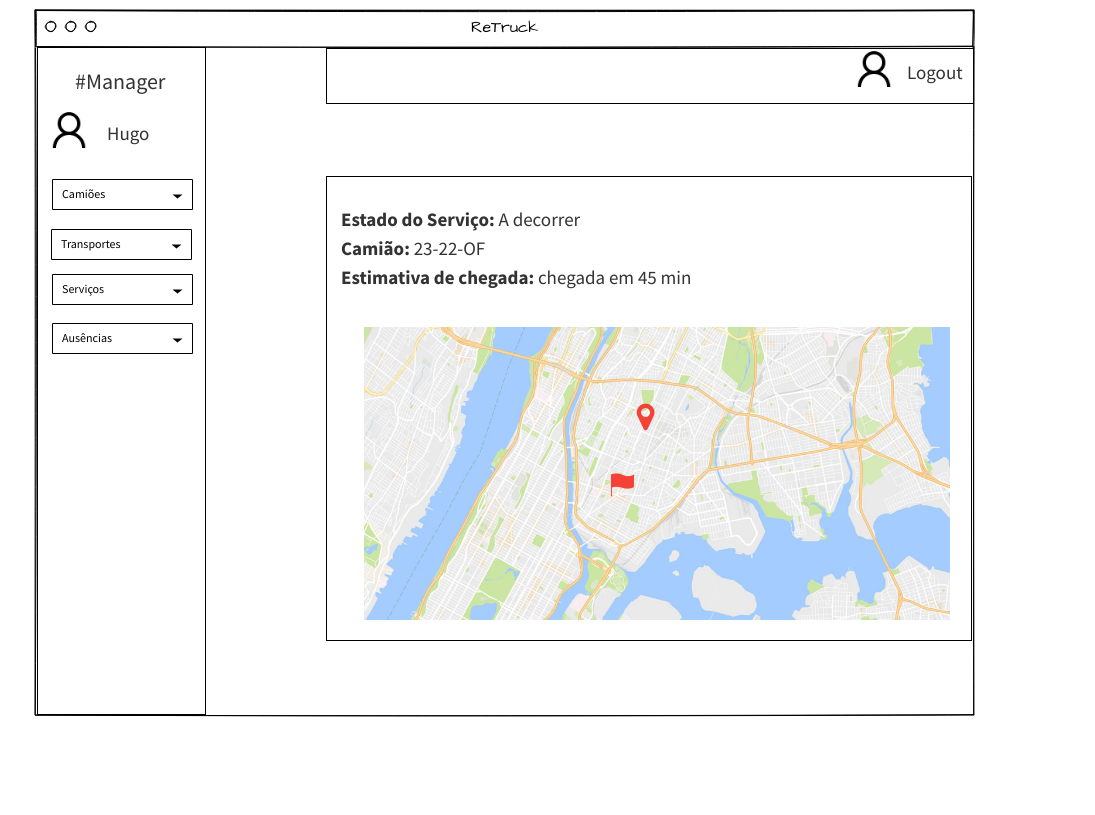 ReTruck
#Manager
Hugo
Camiões
Transportes
Serviços
Ausências
Logout
Estado do Serviço: A decorrer
Camião: 23-22-OF
Estimativa de chegada: chegada em 45 min